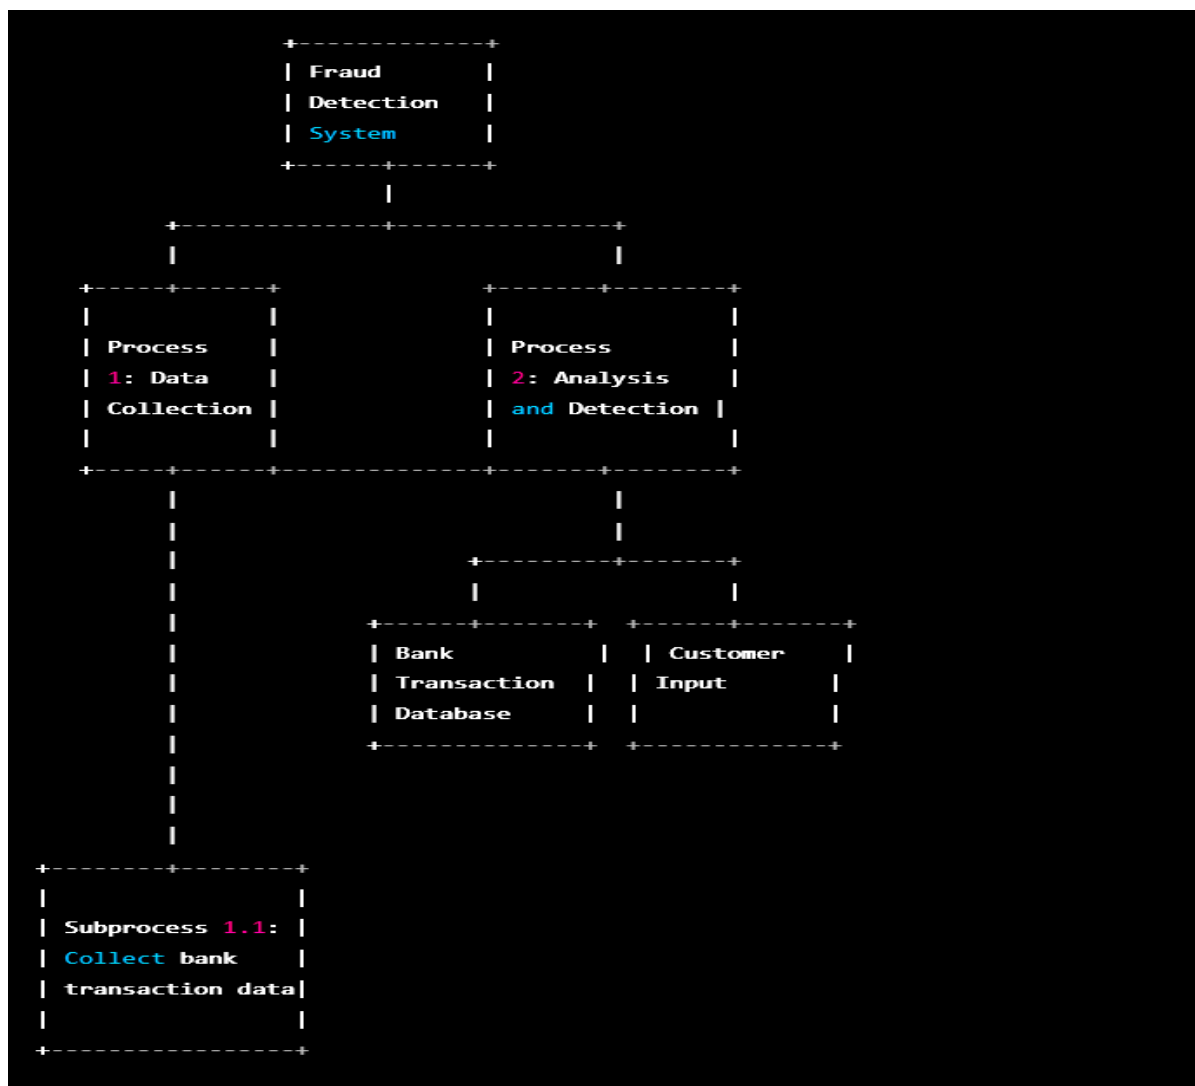 Fraud
Detection
System
Process
1: Data
Collection
Process
2: Analysis
and Detection
Bank
Transaction
Database
Customer
Input
Subprocess 1.1:
Collect bank
transaction data